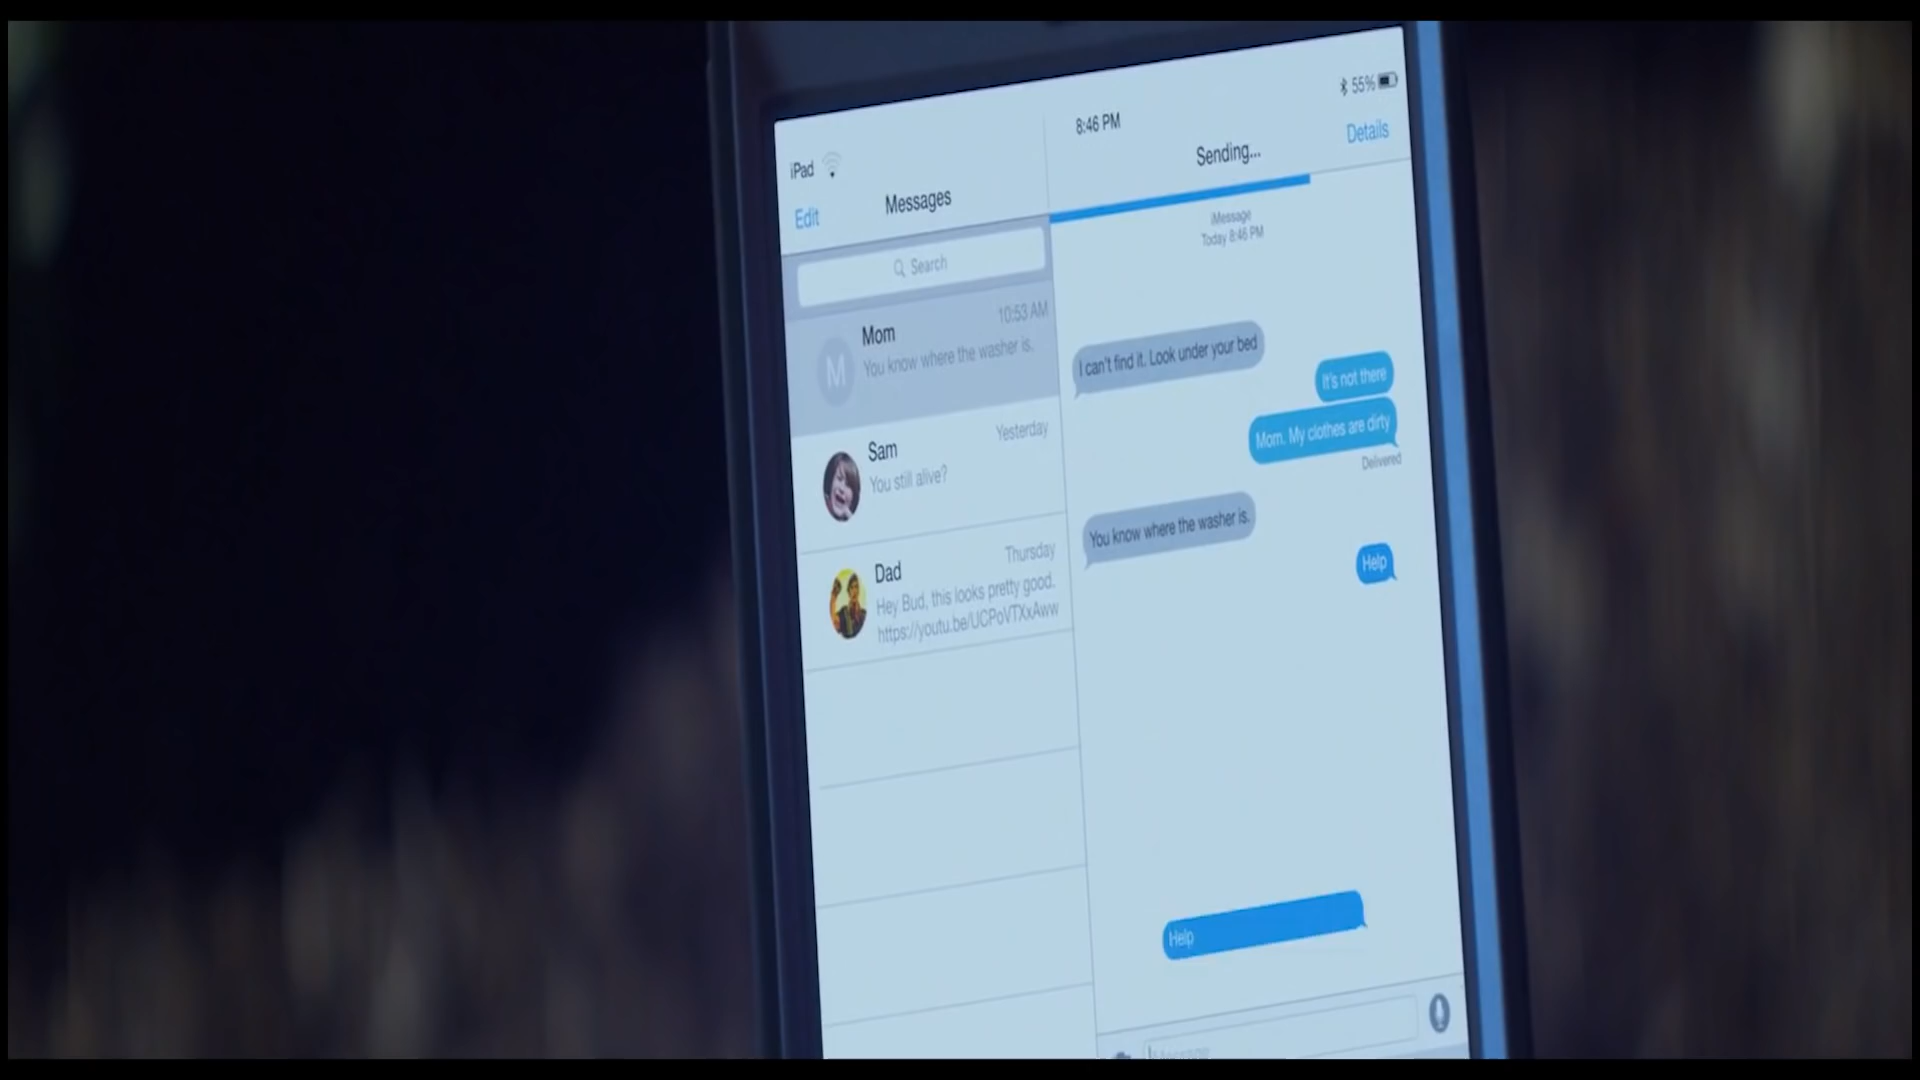 iPad
8:46 PM
55%
Edit
Messages
Sending...
Details
Search
Mom
10:53 AM
You know where the washer is.
Sam
Yesterday
You still alive?
Dad
Thursday
Hey Bud, this looks pretty good.
https://youtu.be/UCPoVTXxAww
M
iMessage
Today 8:46 PM
I can't find it. Look under your bed
It's not there
Mom. My clothes are dirty
Delivered
You know where the washer is.
Help
Help
iMessage